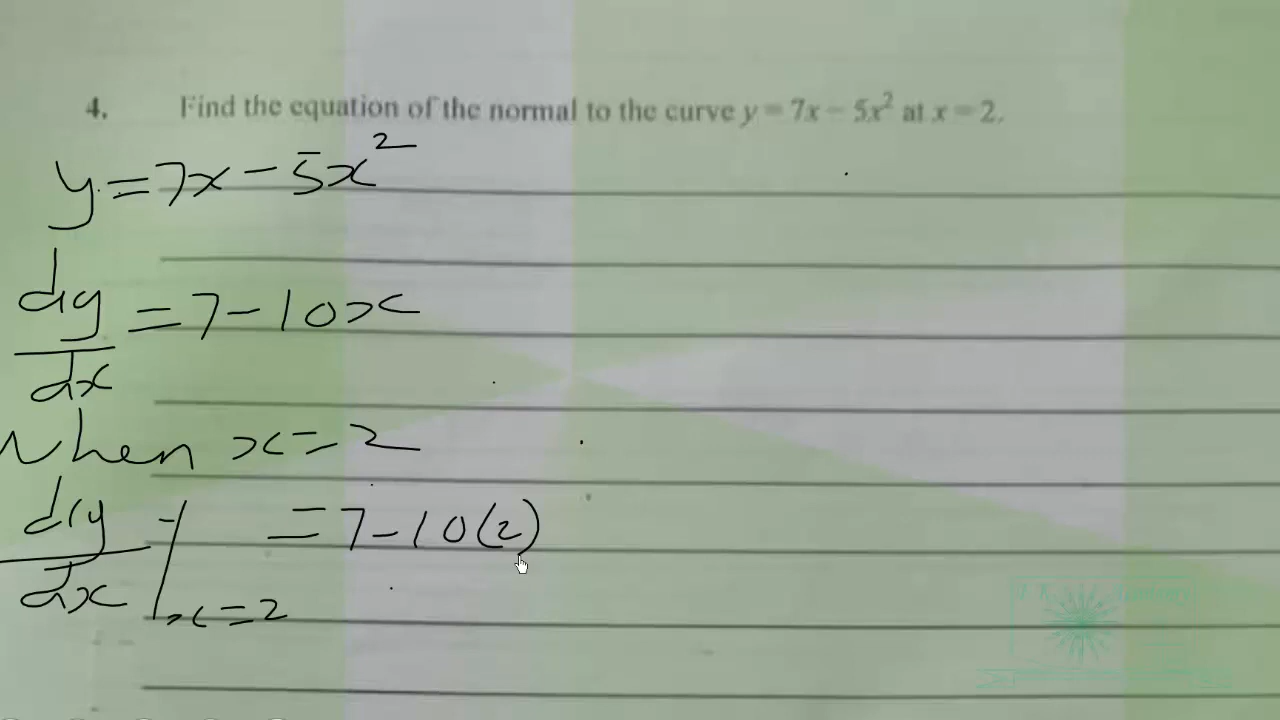 4. Find the equation of the normal to the curve y = 7x − 5x² at x = 2.
y = 7x − 5x²
dy/dx = 7 − 10x
When x = 2
dy/dx | x = 2 = 7 − 10(2)